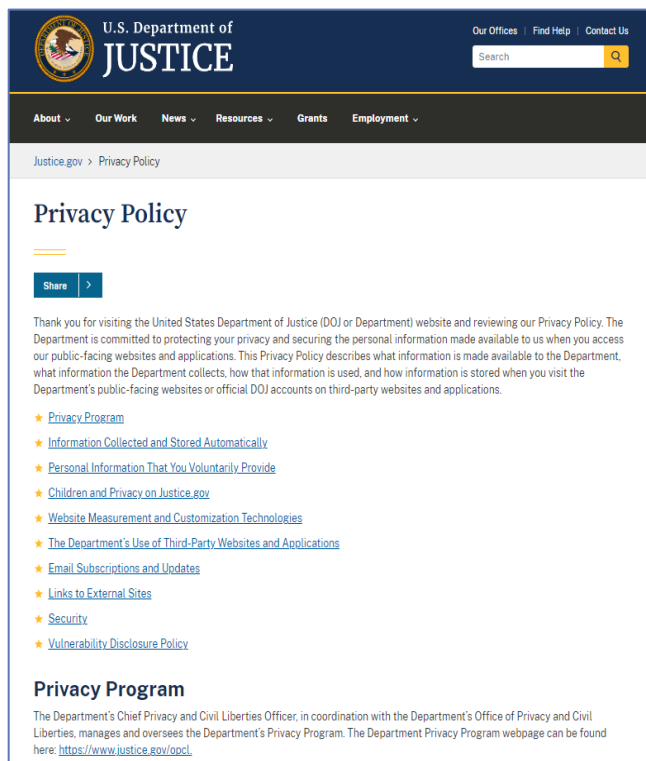 U.S. Department of
JUSTICE
Our Offices | Find Help | Contact Us
Search
About
Our Work
News
Resources
Grants
Employment
Justice.gov > Privacy Policy
Privacy Policy
Share >
Thank you for visiting the United States Department of Justice (DOJ or Department) website and reviewing our Privacy Policy. The
Department is committed to protecting your privacy and securing the personal information made available to us when you access
our public-facing websites and applications. This Privacy Policy describes what information is made available to the Department,
what information the Department collects, how that information is used, and how information is stored when you visit the
Department's public-facing websites or official DOJ accounts on third-party websites and applications.
Privacy Program
Information Collected and Stored Automatically
Personal Information That You Voluntarily Provide
Children and Privacy on Justice.gov
Website Measurement and Customization Technologies
The Department's Use of Third-Party Websites and Applications
Email Subscriptions and Updates
Links to External Sites
Security
Vulnerability Disclosure Policy
Privacy Program
The Department's Chief Privacy and Civil Liberties Officer, in coordination with the Department's Office of Privacy and Civil
Liberties, manages and oversees the Department's Privacy Program. The Department Privacy Program webpage can be found
here: https://www.justice.gov/opcl.